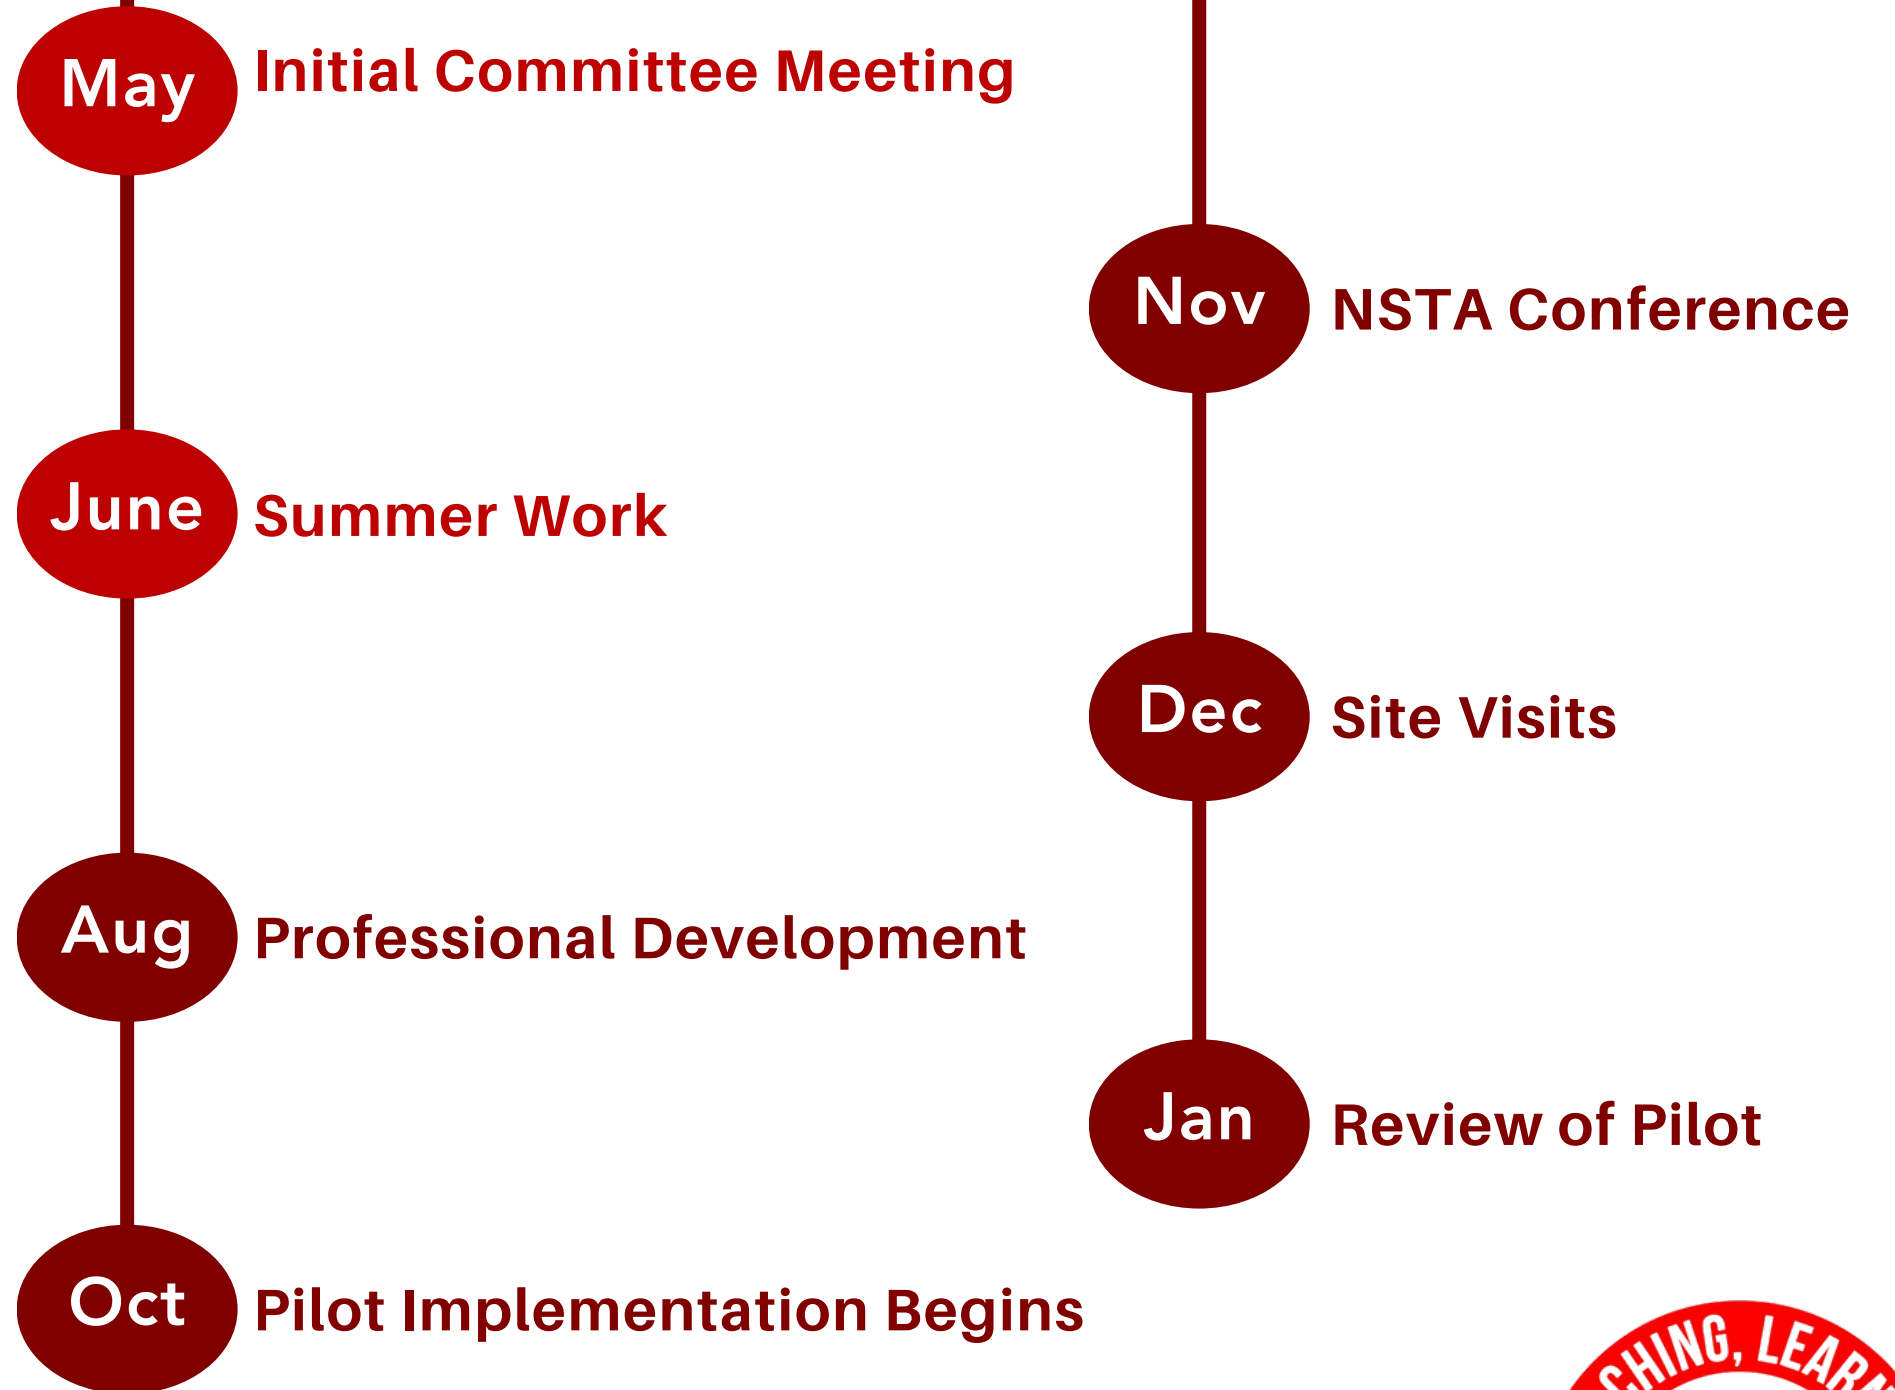 May
Initial Committee Meeting
June
Summer Work
Aug
Professional Development
Oct
Pilot Implementation Begins
Nov
NSTA Conference
Dec
Site Visits
Jan
Review of Pilot